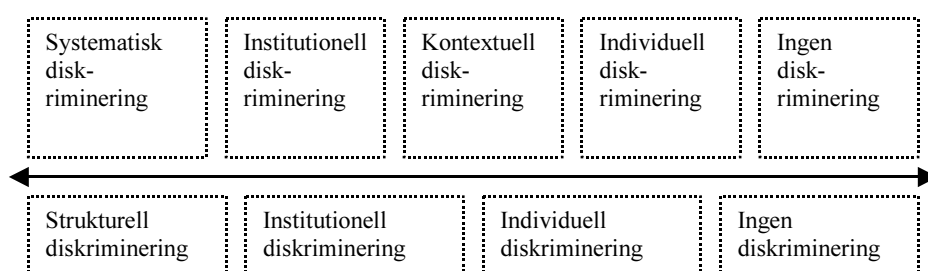 Systematisk
disk-
riminering
Institutionell
disk-
riminering
Kontextuell
disk-
riminering
Individuell
disk-
riminering
Ingen
disk-
riminering
Strukturell
diskriminering
Institutionell
diskriminering
Individuell
diskriminering
Ingen
diskriminering